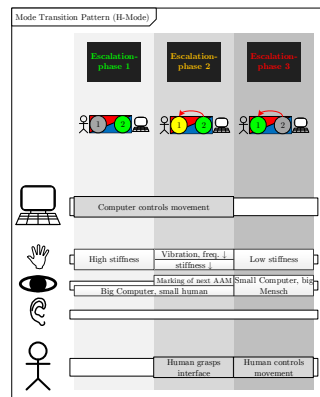 Mode Transition Pattern (H-Mode)
Escalation-
phase 1
Escalation-
phase 2
Escalation-
phase 3
1 2
1 2
1 2
Computer controls movement
High stiffness
Vibration, freq. ↓
stiffness ↓
Low stiffness
Marking of next AAM
Big Computer, small human
Small Computer, big
Mensch
Human grasps
interface
Human controls
movement